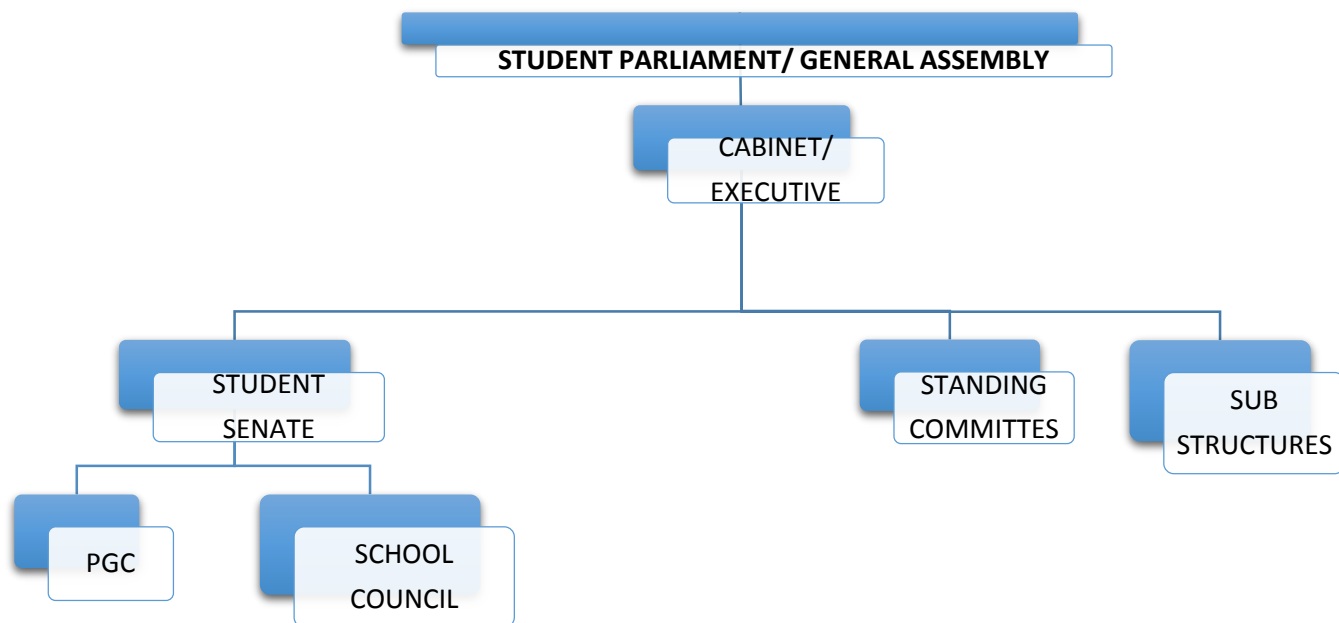 STUDENT PARLIAMENT/ GENERAL ASSEMBLY
CABINET/
EXECUTIVE
STUDENT
SENATE
STANDING
COMMITTES
SUB
STRUCTURES
PGC
SCHOOL
COUNCIL